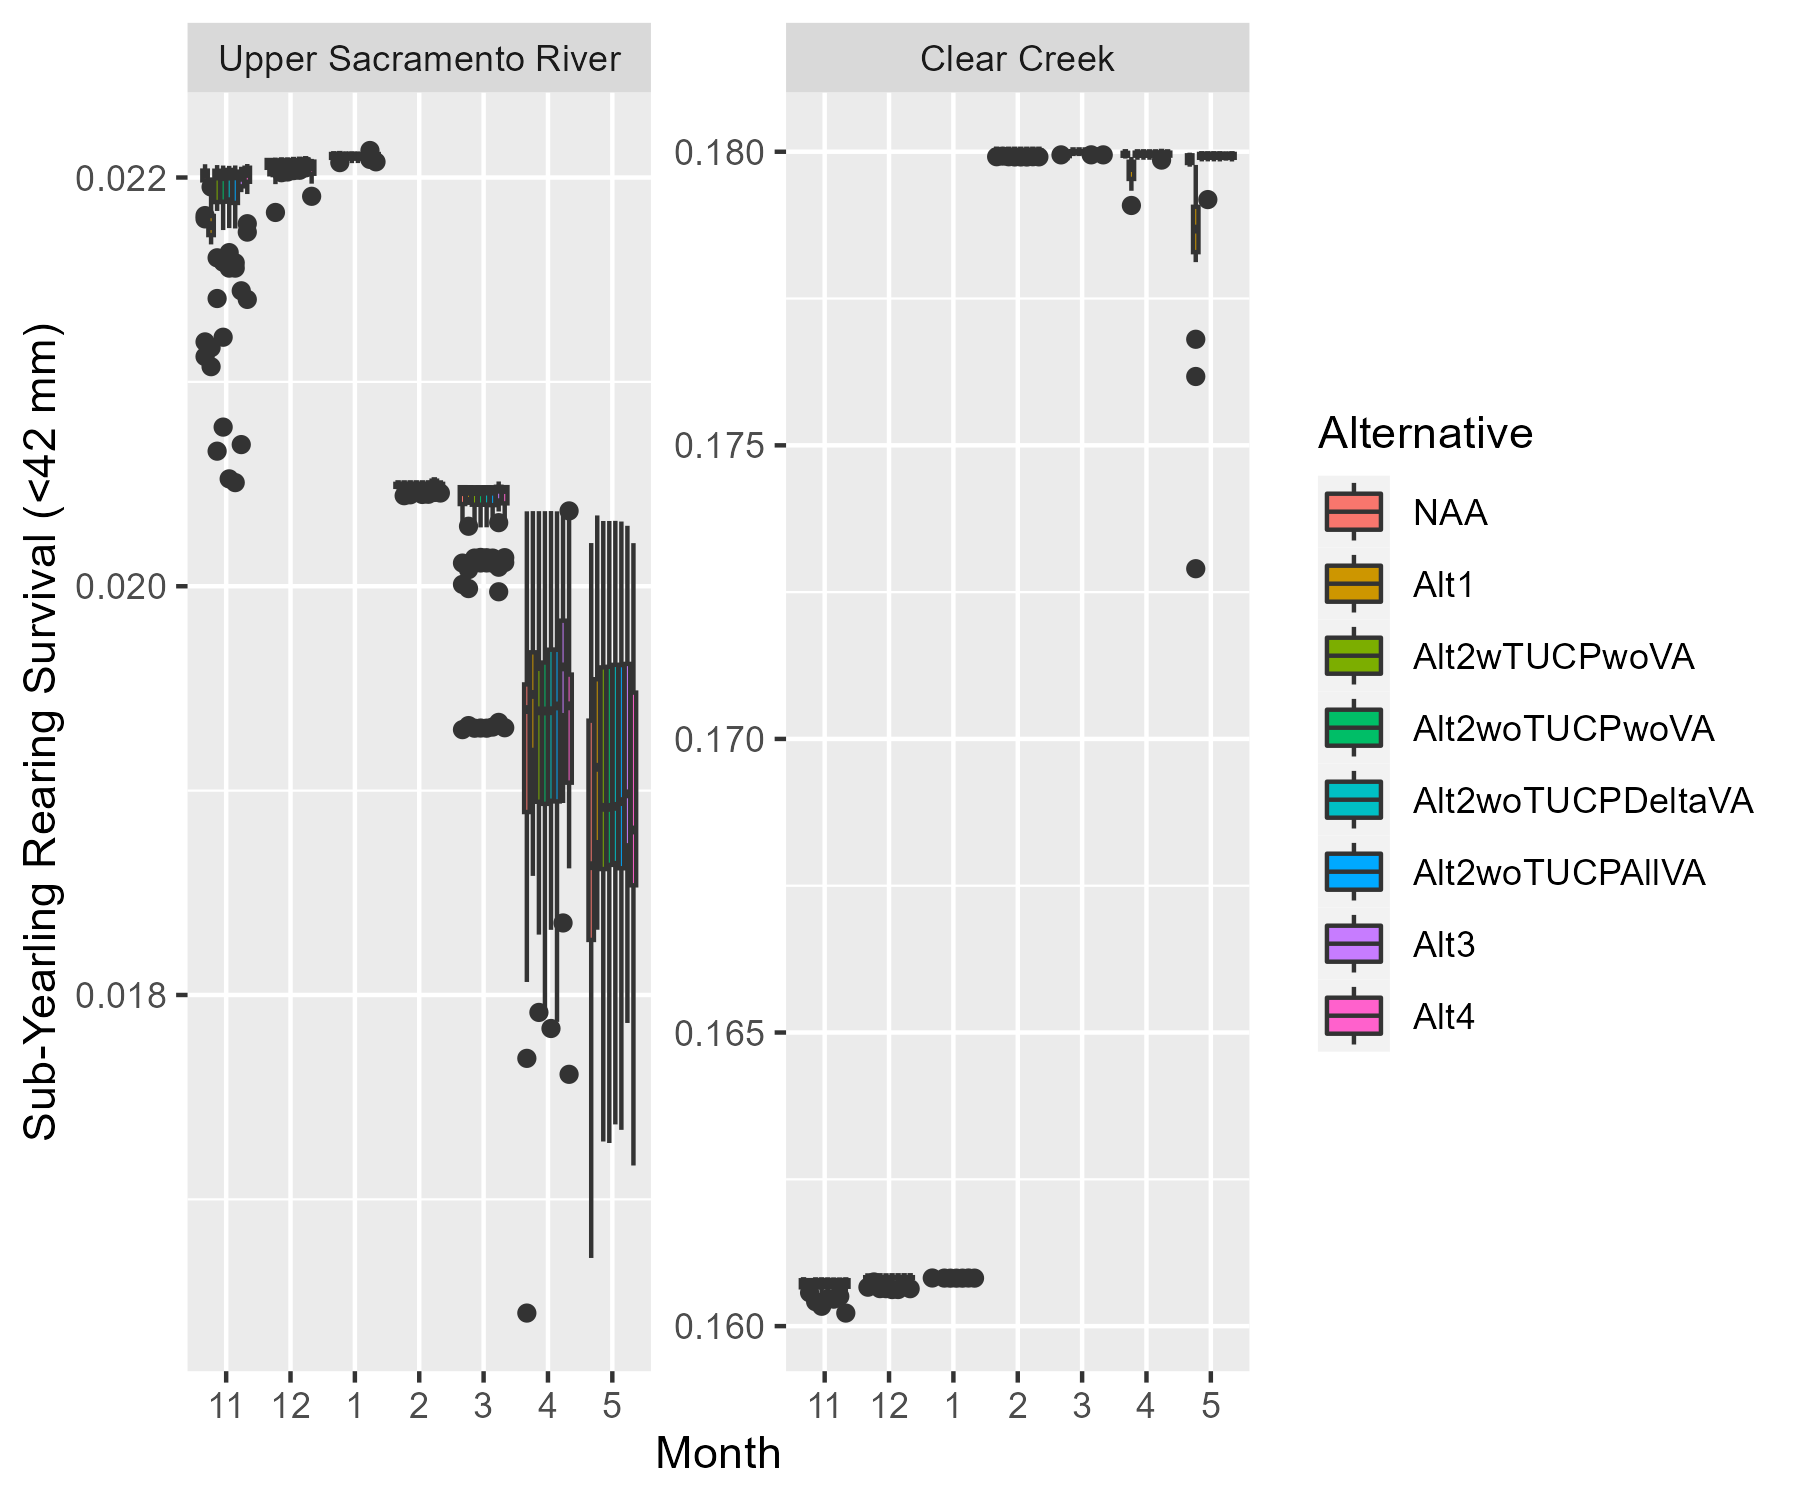 Upper Sacramento River
Clear Creek
Sub-Yearling Rearing Survival (<42 mm)
0.022
0.020
0.018
0.180
0.175
0.170
0.165
0.160
11 12 1 2 3 4 5
11 12 1 2 3 4 5
Month
Alternative
NAA
Alt1
Alt2wTUCPwoVA
Alt2woTUCPwoVA
Alt2woTUCPDeltaVA
Alt2woTUCPAllVA
Alt3
Alt4